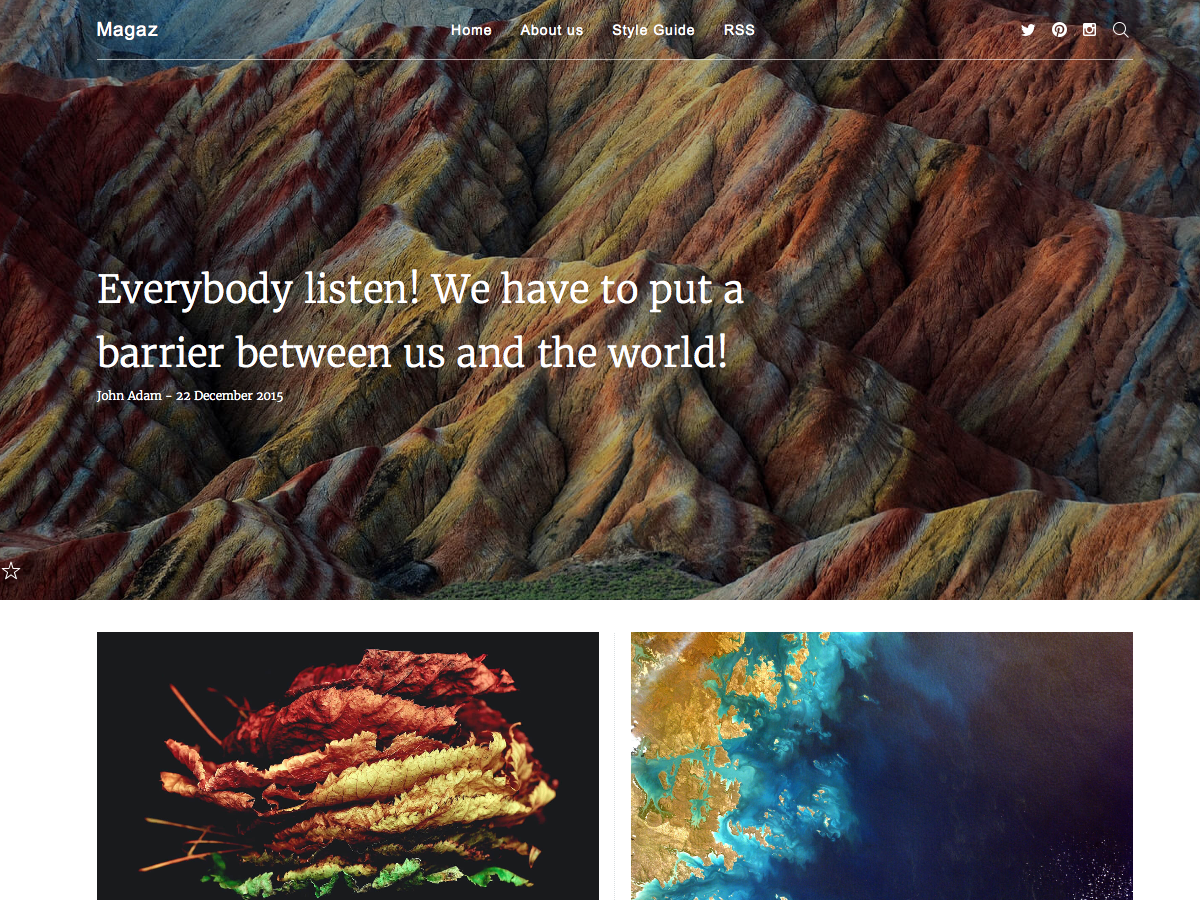 Magaz
Home
About us
Style Guide
RSS
Everybody listen! We have to put a
barrier between us and the world!
John Adam - 22 December 2015